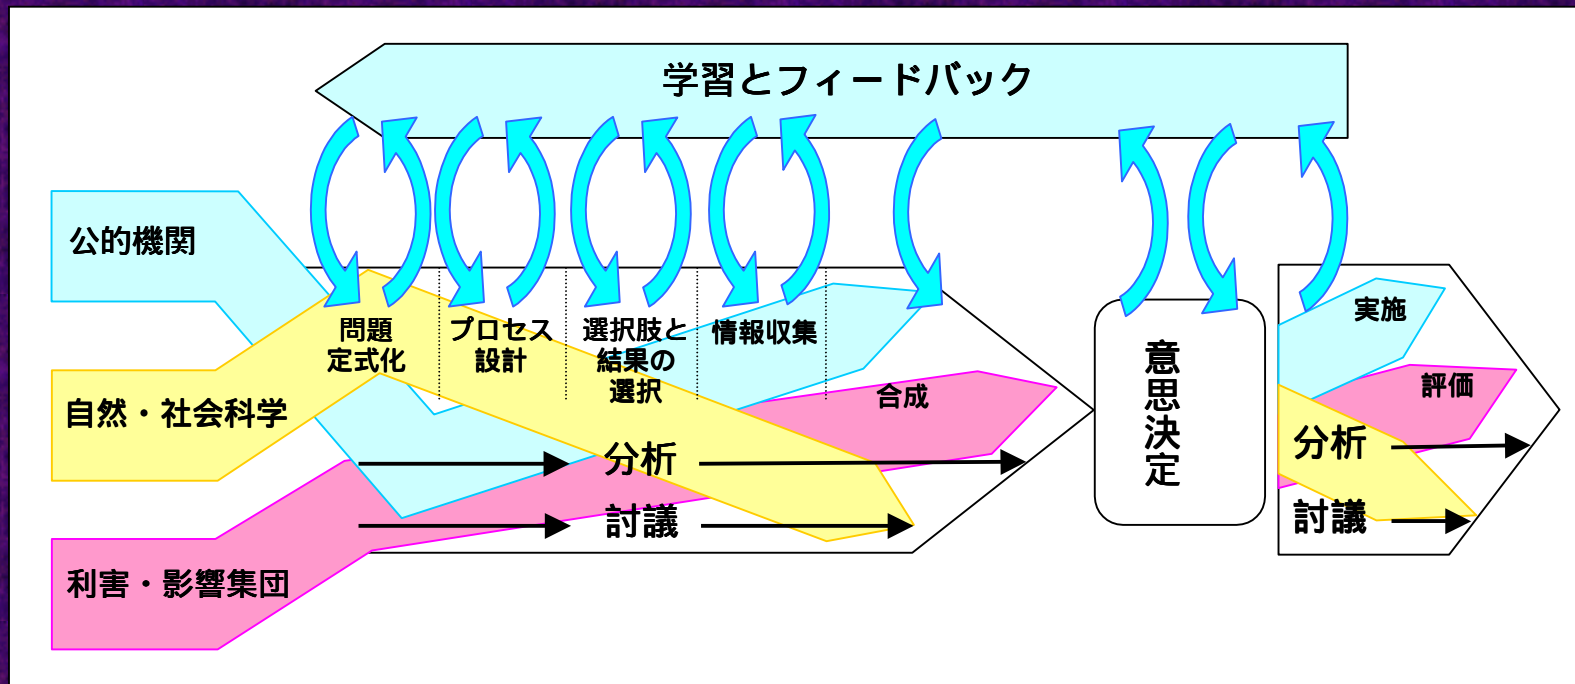 学習とフィードバック
公的機関
自然・社会科学
利害・影響集団
問題
定式化
プロセス
設計
選択肢と
結果の
選択
情報収集
合成
分析
討議
意思決定
実施
評価
分析
討議